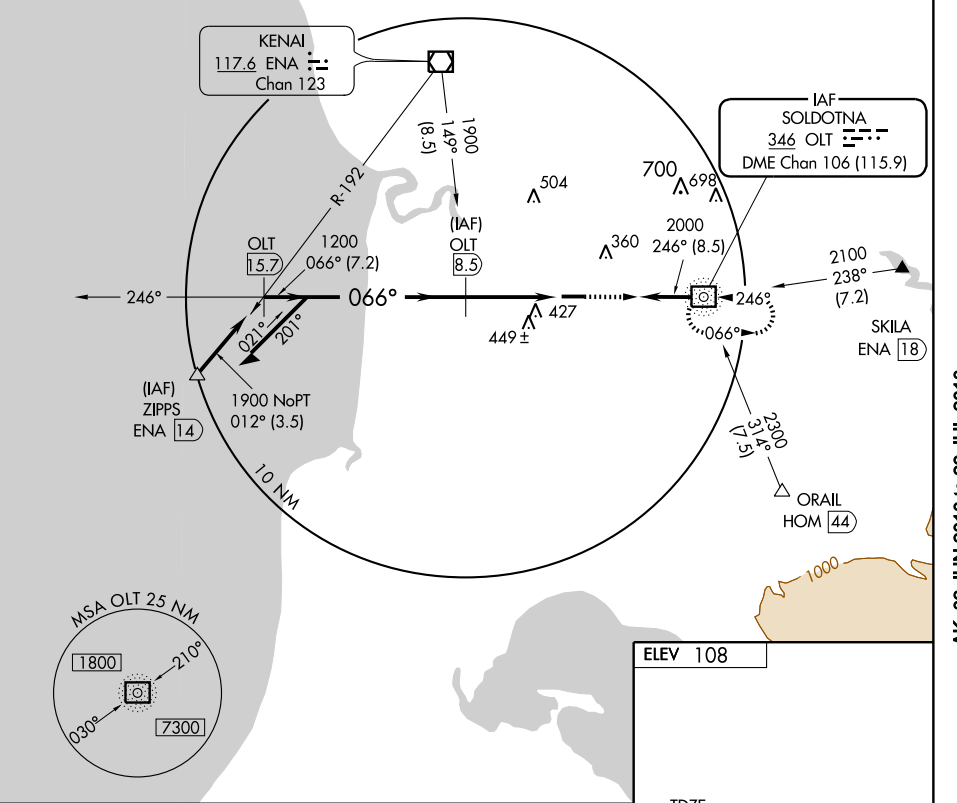 KENAI
117.6 ENA
Chan 123
IAF
SOLDOTNA
346 OLT
DME Chan 106 (115.9)
1900
149°
(8.5)
R-192
504
700
698
(IAF)
OLT
8.5
OLT
15.7
1200
066° (7.2)
360
2000
246° (8.5)
2100
238°
(7.2)
246°
066°
246°
066°
021°
201°
427
449 ±
SKILA
ENA 18
(IAF)
ZIPPS
ENA 14
1900 NoPT
012° (3.5)
2300
314°
(7.5)
10 NM
ORAIL
HOM 44
1000
MSA OLT 25 NM
1800
210°
030°
7300
ELEV 108